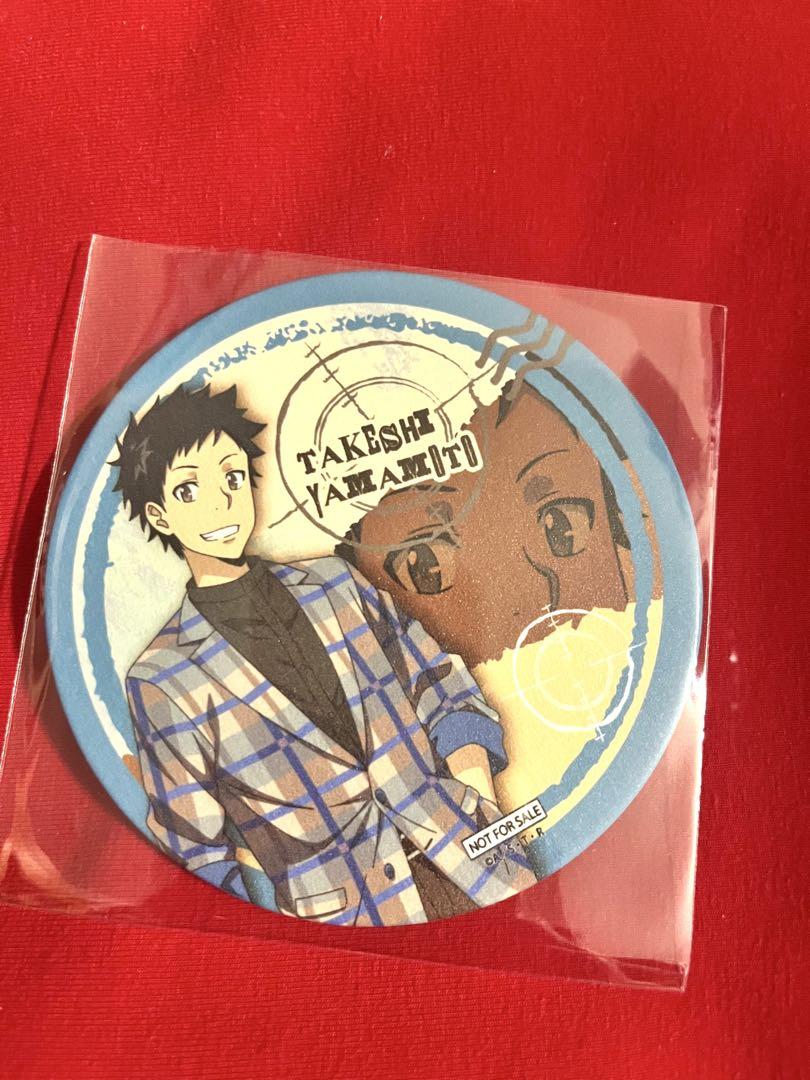 TAKESHI
YAMAMOTO
NOT FOR SALE
©A/S・T・R